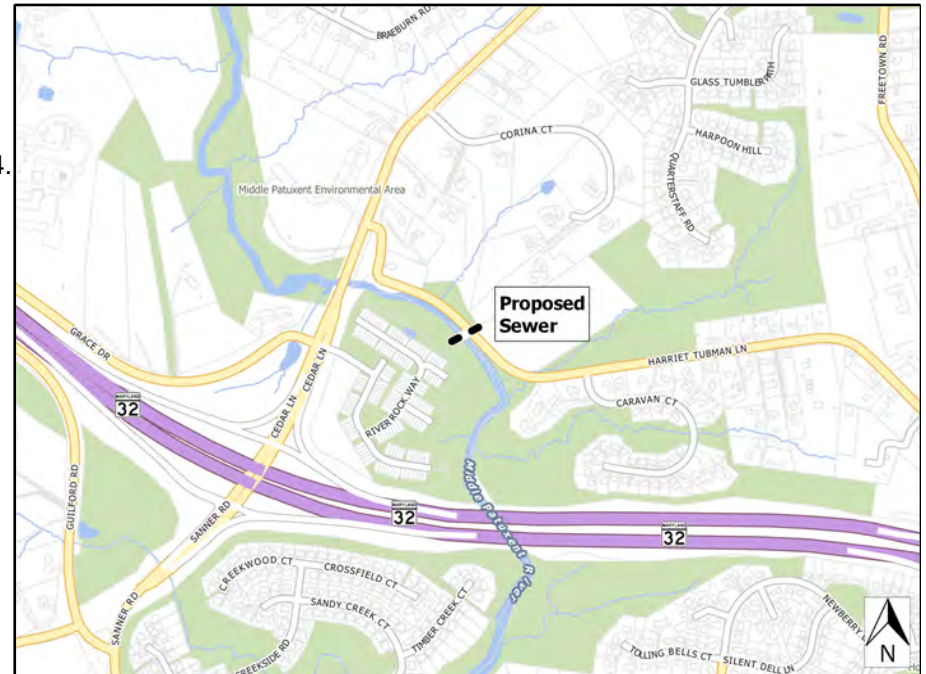 BRAEBURN RD
GLASS TUMBLER PATH
FREETOWN RD
CORINA CT
HARPOON HILL
4.
Middle Patuxent Environmental Area
QUARTERSTAFF RD
Proposed
Sewer
GRACE DR
CEDAR LN
HARRIET TUBMAN LN
MARYLAND
32
CEDAR LN
RIVER ROCK WAY
CARAVAN CT
GUILFORD RD
Middle Patuxent River
MARYLAND
32
MARYLAND
32
SANNER RD
CREEKWOOD CT
CROSSFIELD CT
SANDY CREEK CT
TIMBER CREEK CT
SANNER RD
CREEKSIDE RD
NEWBERRY
TOLLING BELLS CT
SILENT DELL LN
N